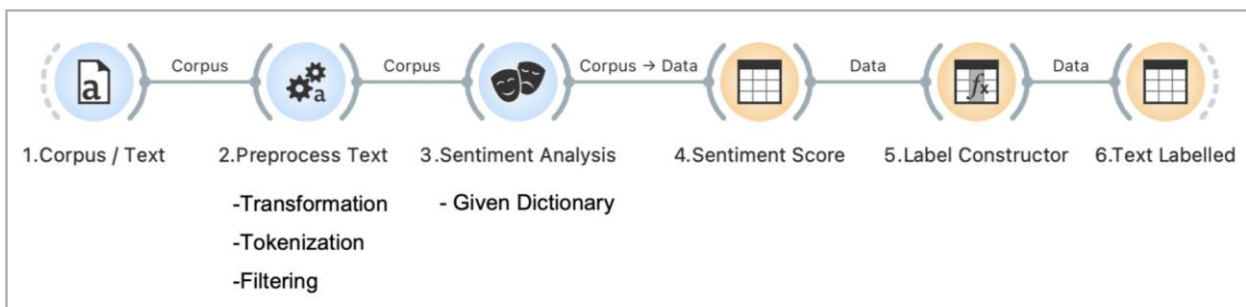 Corpus Corpus Corpus → Data Data Data
a a fx
1.Corpus / Text 2.Preprocess Text 3.Sentiment Analysis 4.Sentiment Score 5.Label Constructor 6.Text Labelled
-Transformation - Given Dictionary
-Tokenization
-Filtering